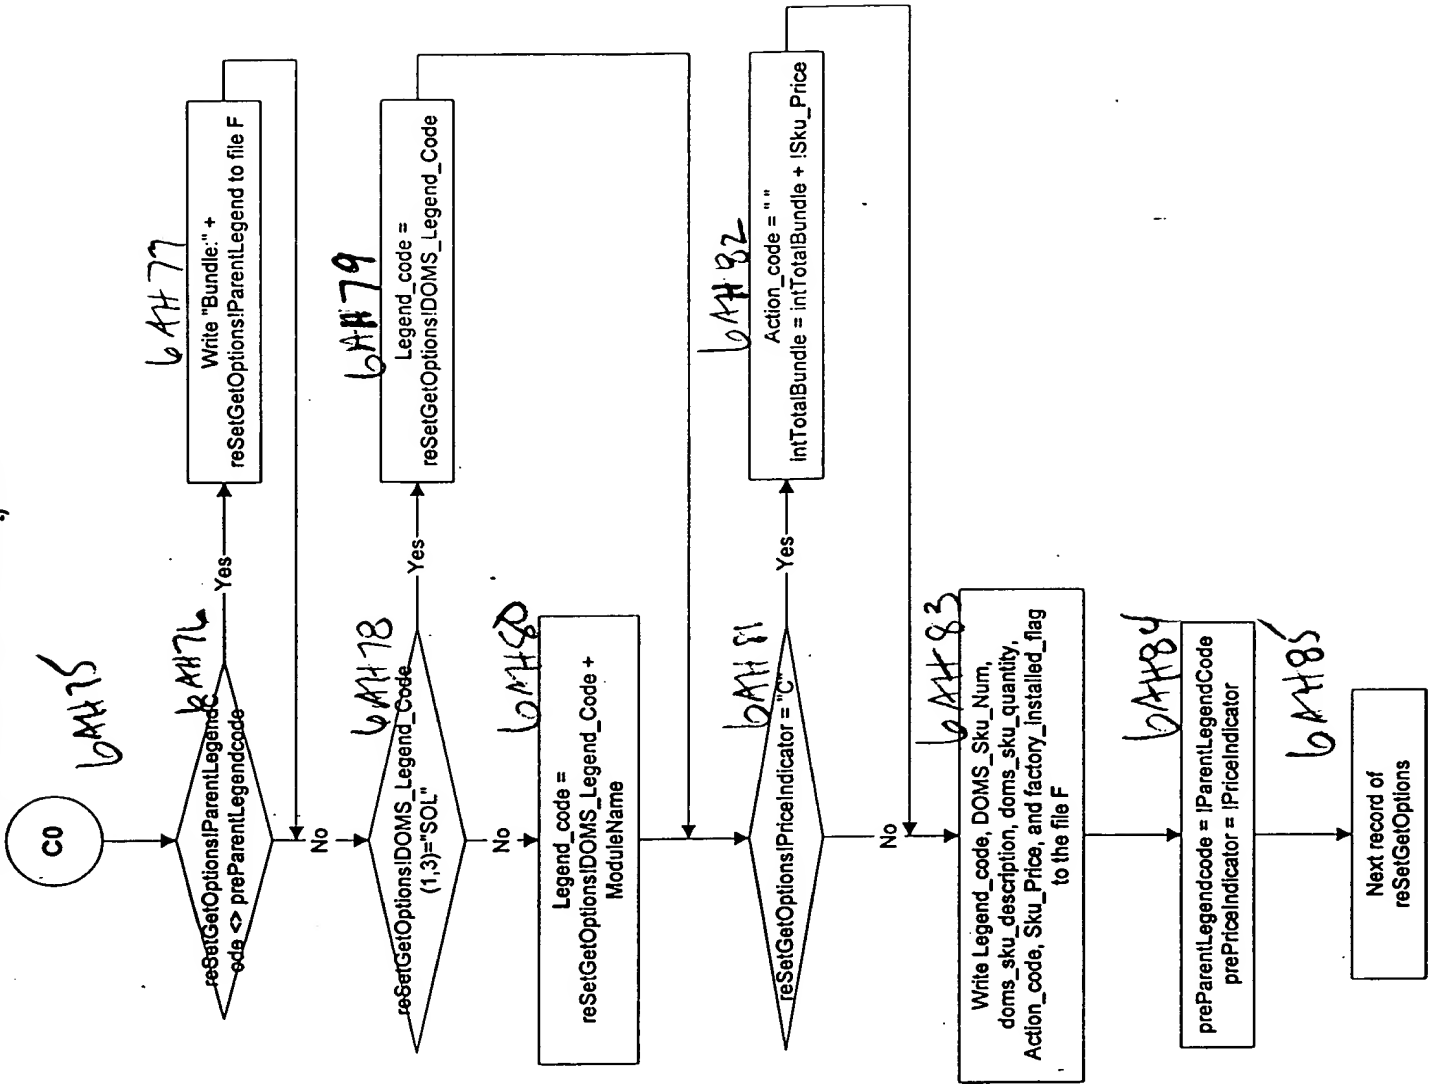 C0
6AH75
reSetGetOptions!ParentLegendC
ode <> preParentLegendcode
6AH76
Yes
6AH77
Write "Bundle:" +
reSetGetOptions!ParentLegend to file F
No
reSetGetOptions!DOMS_Legend_Code
(1,3)="SOL"
6AH78
Yes
6AH79
Legend_code =
reSetGetOptions!DOMS_Legend_Code
No
6AH80
Legend_code =
reSetGetOptions!DOMS_Legend_Code +
ModuleName
reSetGetOptions!PriceIndicator = "C"
6AH81
Yes
6AH82
Action_code = " "
intTotalBundle = intTotalBundle + !Sku_Price
No
6AH83
Write Legend_code, DOMS_Sku_Num,
doms_sku_description, doms_sku_quantity,
Action_code, Sku_Price, and factory_installed_flag
to the file F
6AH84
preParentLegendcode = !ParentLegendCode
prePriceIndicator = !PriceIndicator
6AH85
Next record of
reSetGetOptions